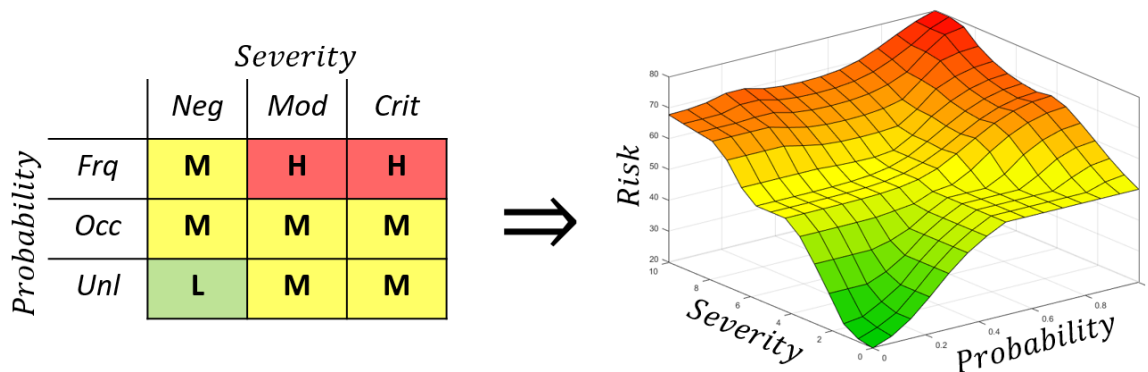 Severity
Neg Mod Crit
Probability
Frq M H H
Occ M M M
Unl L M M
⇒
Risk
80
70
60
50
40
30
20
10
8
6
4
2
0
Severity
0
0.2
0.4
0.6
0.8
Probability